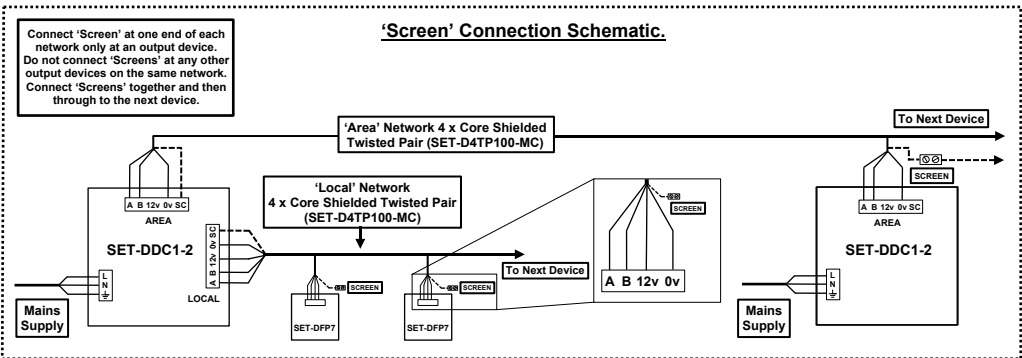 Connect 'Screen' at one end of each
network only at an output device.
Do not connect 'Screens' at any other
output devices on the same network.
Connect 'Screens' together and then
through to the next device.
'Screen' Connection Schematic.
'Area' Network 4 x Core Shielded
Twisted Pair (SET-D4TP100-MC)
To Next Device
SCREEN
A B 12v 0v SC
AREA
SET-DDC1-2
A B 12v 0v SC
LOCAL
L
N
Mains
Supply
'Local' Network
4 x Core Shielded Twisted Pair
(SET-D4TP100-MC)
To Next Device
SCREEN
SET-DFP7
SCREEN
SET-DFP7
SCREEN
A B 12v 0v
A B 12v 0v SC
AREA
SET-DDC1-2
L
N
Mains
Supply